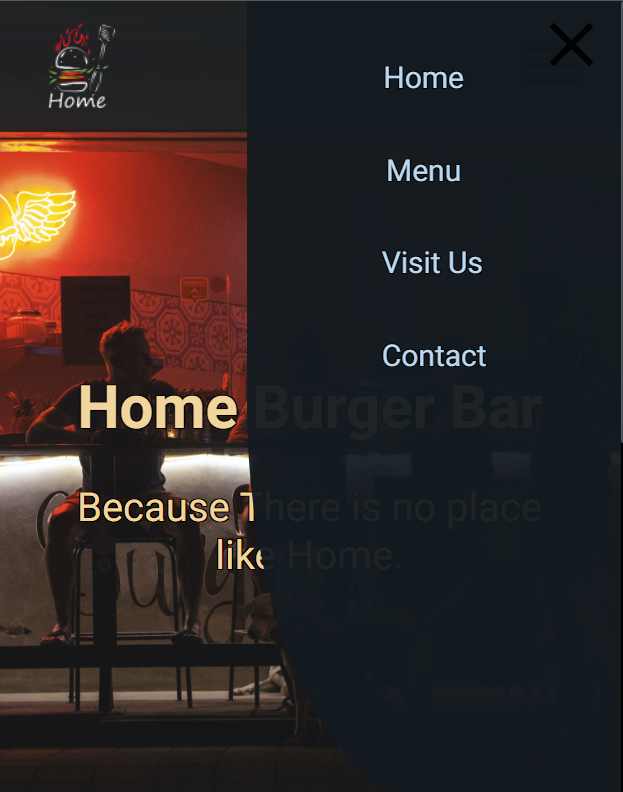 Home
Home
Menu
Visit Us
Contact
Home Burger Bar
Because There is no place
like Home.